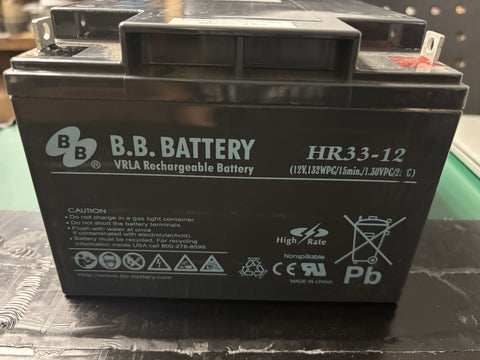 BB
®
B.B. BATTERY
VRLA Rechargeable Battery
HR33-12
(12V,132WPC/15min./1.30VPC/
CAUTION
• Do not charge in a gas tight container.
• Do not short the battery terminals.
• Flush with water at once
if contaminated with electrolyte(Acid).
• Battery must be recycled. For recycling
information inside USA call 800-278-8599
High Rate
Nonspillable
CE
MADE IN CHINA
Pb
http://www.bb-battery.com